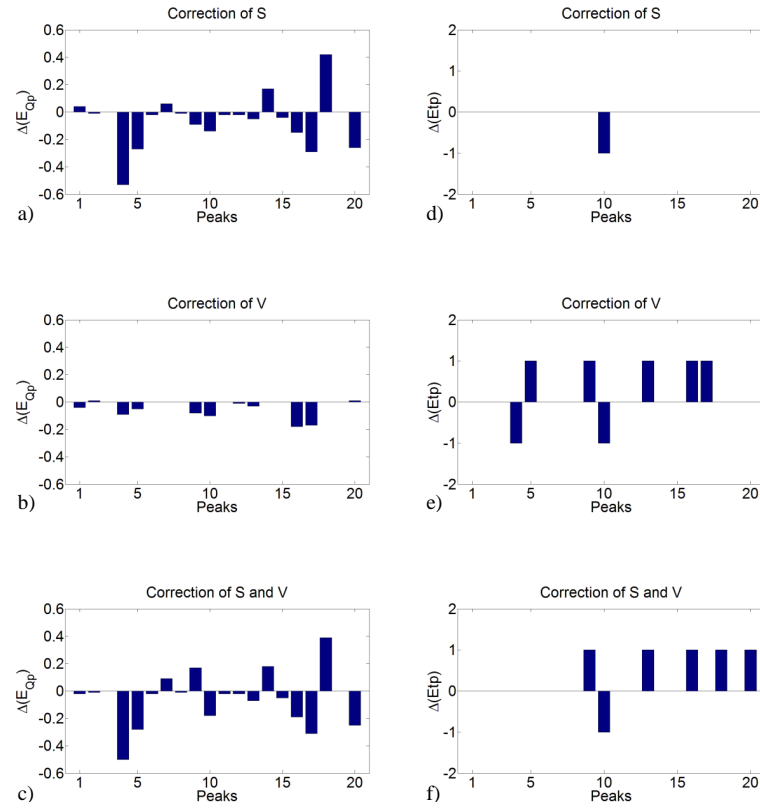 Correction of S
0.6
0.4
0.2
0
-0.2
-0.4
-0.6
Δ(E_Qp)
1 5 10 15 20
Peaks
a)
Correction of S
2
1
0
-1
-2
Δ(Etp)
1 5 10 15 20
Peaks
d)
Correction of V
0.6
0.4
0.2
0
-0.2
-0.4
-0.6
Δ(E_Qp)
1 5 10 15 20
Peaks
b)
Correction of V
2
1
0
-1
-2
Δ(Etp)
1 5 10 15 20
Peaks
e)
Correction of S and V
0.6
0.4
0.2
0
-0.2
-0.4
-0.6
Δ(E_Qp)
1 5 10 15 20
Peaks
c)
Correction of S and V
2
1
0
-1
-2
Δ(Etp)
1 5 10 15 20
Peaks
f)